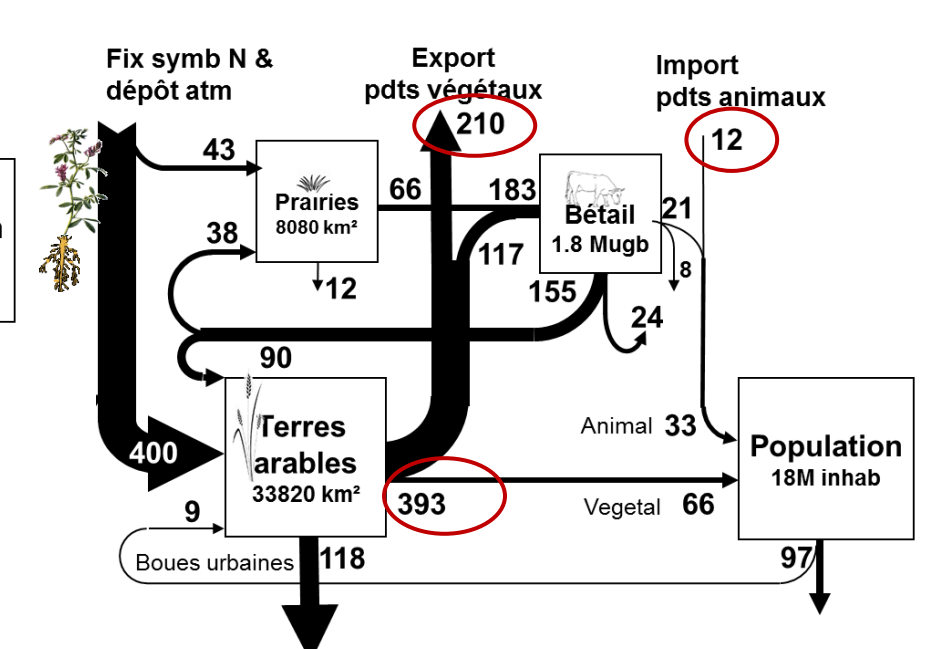 Fix symb N &
dépôt atm
Export
pdts végétaux
210
Import
pdts animaux
12
43
Prairies
8080 km²
66
183
Bétail
1.8 Mugb
21
8
38
12
117
155
24
90
400
Terres
arables
33820 km²
393
Animal 33
Vegetal 66
Population
18M inhab
9
Boues urbaines
118
97